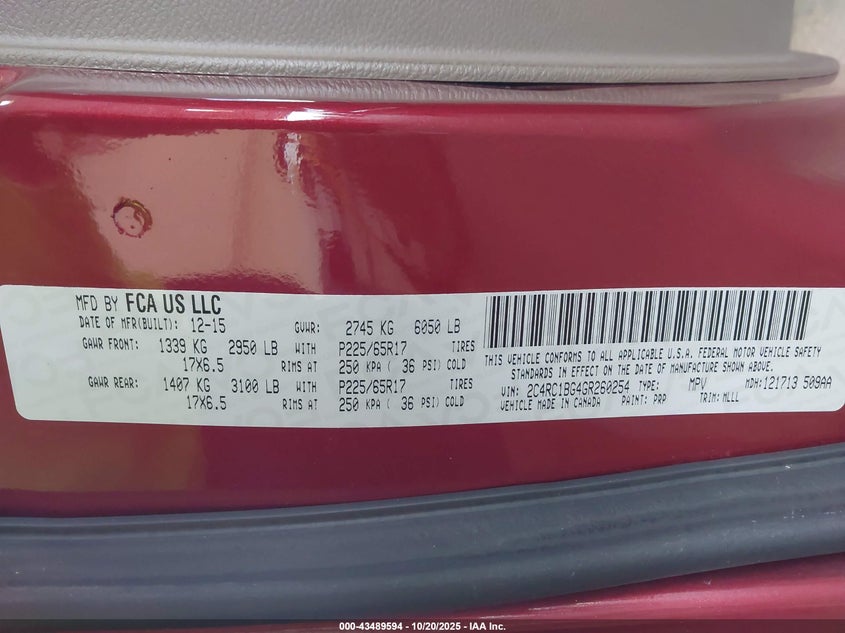 MFD BY FCA US LLC
DATE OF MFR(BUILT): 12-15 GVWR: 2745 KG 6050 LB
GAWR FRONT: 1339 KG 2950 LB WITH P225/65R17 TIRES
17X6.5 RIMS AT 250 KPA ( 36 PSI) COLD
GAWR REAR: 1407 KG 3100 LB WITH P225/65R17 TIRES
17X6.5 RIMS AT 250 KPA ( 36 PSI) COLD
THIS VEHICLE CONFORMS TO ALL APPLICABLE U.S.A. FEDERAL MOTOR VEHICLE SAFETY
STANDARDS IN EFFECT ON THE DATE OF MANUFACTURE SHOWN ABOVE.
VIN: 2C4RC1BG4GR260254 TYPE: MPV MDH: 121713 509AA
VEHICLE MADE IN CANADA PAINT: PRP TRIM: MLLL
000-43489594 - 10/20/2025 - IAA Inc.